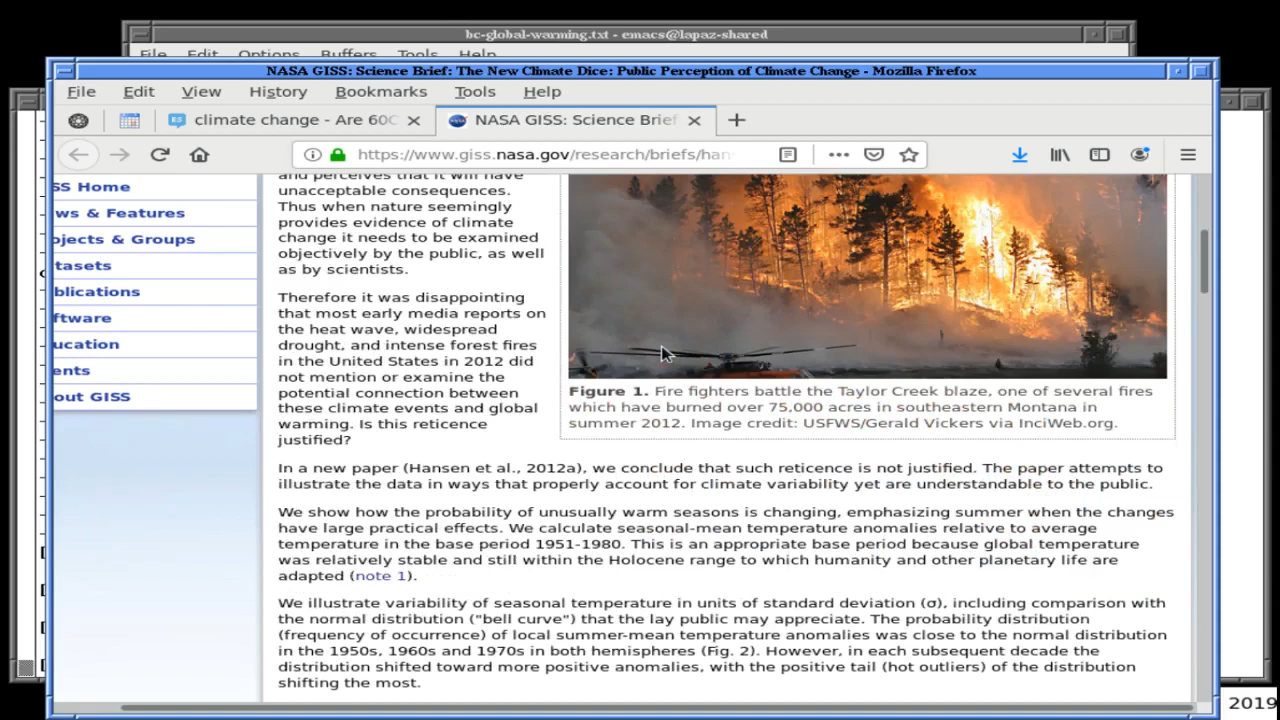 bc-global-warming.txt - emacs@lapaz-shared
File Edit Options Buffers Tools Help
NASA GISS: Science Brief: The New Climate Dice: Public Perception of Climate Change - Mozilla Firefox
File Edit View History Bookmarks Tools Help
climate change - Are 60C
NASA GISS: Science Brief
https://www.giss.nasa.gov/research/briefs/han
SS Home
ws & Features
ojects & Groups
tasets
blications
ftware
ucation
ents
out GISS
and perceives that it will have
unacceptable consequences.
Thus when nature seemingly
provides evidence of climate
change it needs to be examined
objectively by the public, as well
as by scientists.
Therefore it was disappointing
that most early media reports on
the heat wave, widespread
drought, and intense forest fires
in the United States in 2012 did
not mention or examine the
potential connection between
these climate events and global
warming. Is this reticence
justified?
Figure 1. Fire fighters battle the Taylor Creek blaze, one of several fires
which have burned over 75,000 acres in southeastern Montana in
summer 2012. Image credit: USFWS/Gerald Vickers via InciWeb.org.
In a new paper (Hansen et al., 2012a), we conclude that such reticence is not justified. The paper attempts to
illustrate the data in ways that properly account for climate variability yet are understandable to the public.
We show how the probability of unusually warm seasons is changing, emphasizing summer when the changes
have large practical effects. We calculate seasonal-mean temperature anomalies relative to average
temperature in the base period 1951-1980. This is an appropriate base period because global temperature
was relatively stable and still within the Holocene range to which humanity and other planetary life are
adapted (note 1).
We illustrate variability of seasonal temperature in units of standard deviation (σ), including comparison with
the normal distribution ("bell curve") that the lay public may appreciate. The probability distribution
(frequency of occurrence) of local summer-mean temperature anomalies was close to the normal distribution
in the 1950s, 1960s and 1970s in both hemispheres (Fig. 2). However, in each subsequent decade the
distribution shifted toward more positive anomalies, with the positive tail (hot outliers) of the distribution
shifting the most.
2019